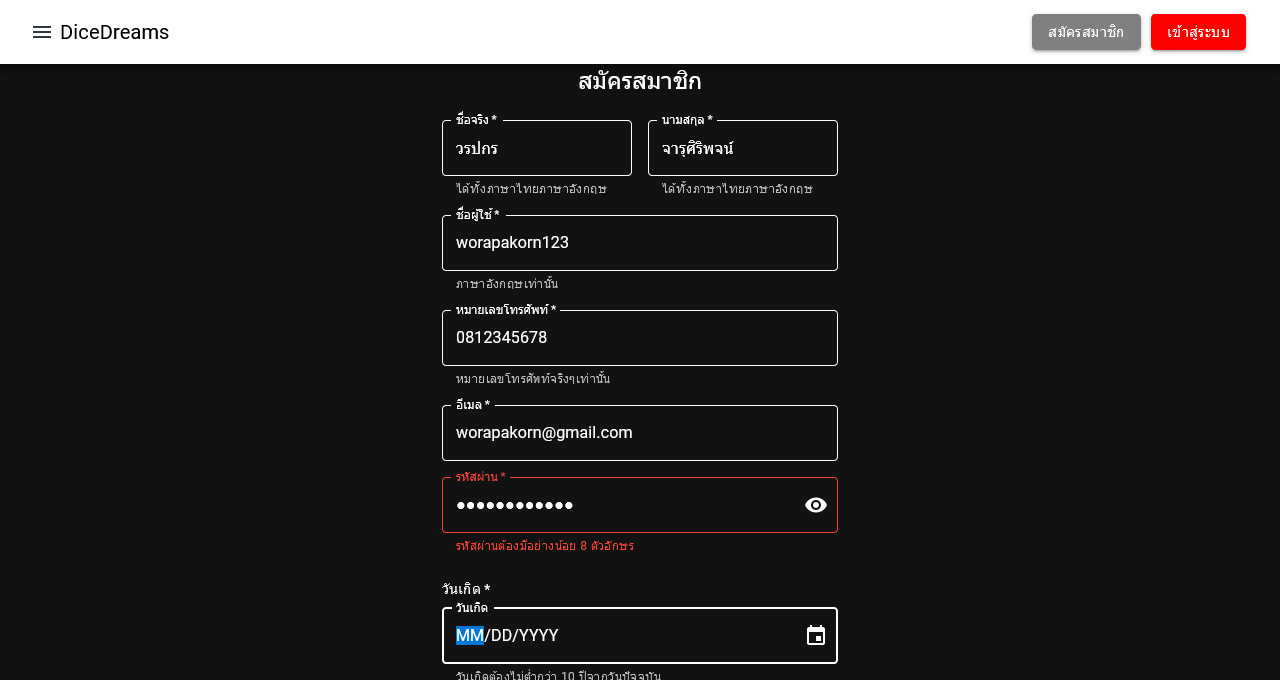 DiceDreams
สมัครสมาชิก
เข้าสู่ระบบ
สมัครสมาชิก
ชื่อจริง *
นามสกุล *
วรปกร
จารุศิริพจน์
ได้ทั้งภาษาไทยภาษาอังกฤษ
ได้ทั้งภาษาไทยภาษาอังกฤษ
ชื่อผู้ใช้ *
worapakorn123
ภาษาอังกฤษเท่านั้น
หมายเลขโทรศัพท์ *
0812345678
หมายเลขโทรศัพท์จริงๆเท่านั้น
อีเมล *
worapakorn@gmail.com
รหัสผ่าน *
••••••••••••
รหัสผ่านต้องมีอย่างน้อย 8 ตัวอักษร
วันเกิด *
วันเกิด
MM/DD/YYYY
วันเกิดต้องไม่ต่ำกว่า 10 ปีจากวันปัจจุบัน